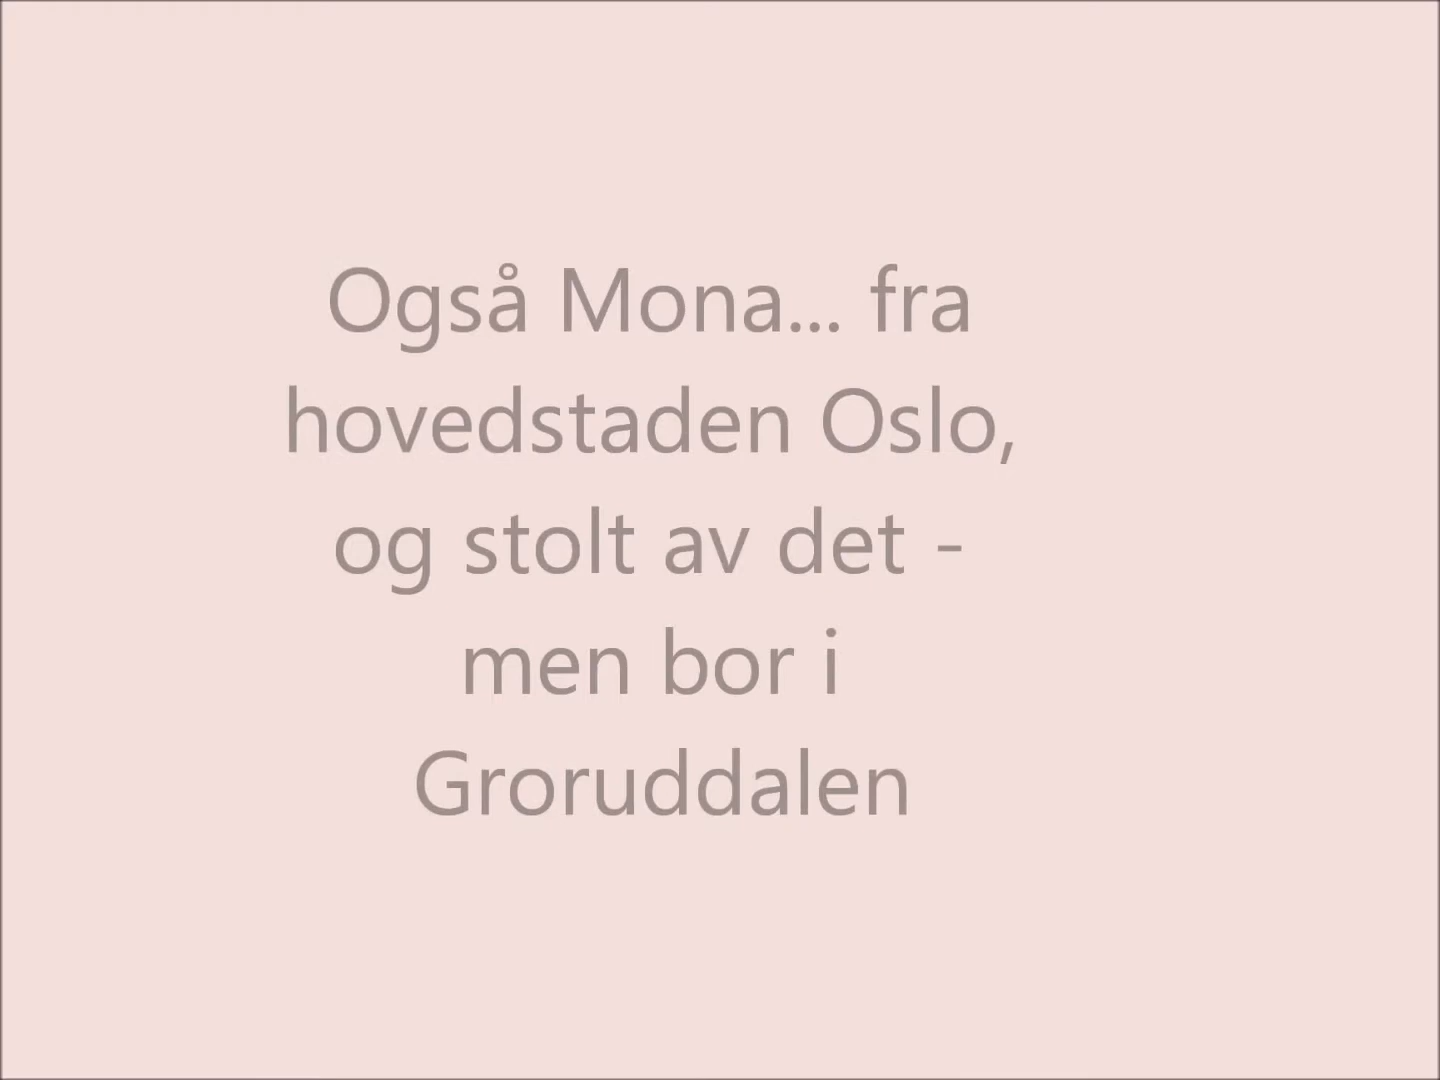 Også Mona... fra
hovedstaden Oslo,
og stolt av det -
men bor i
Groruddalen